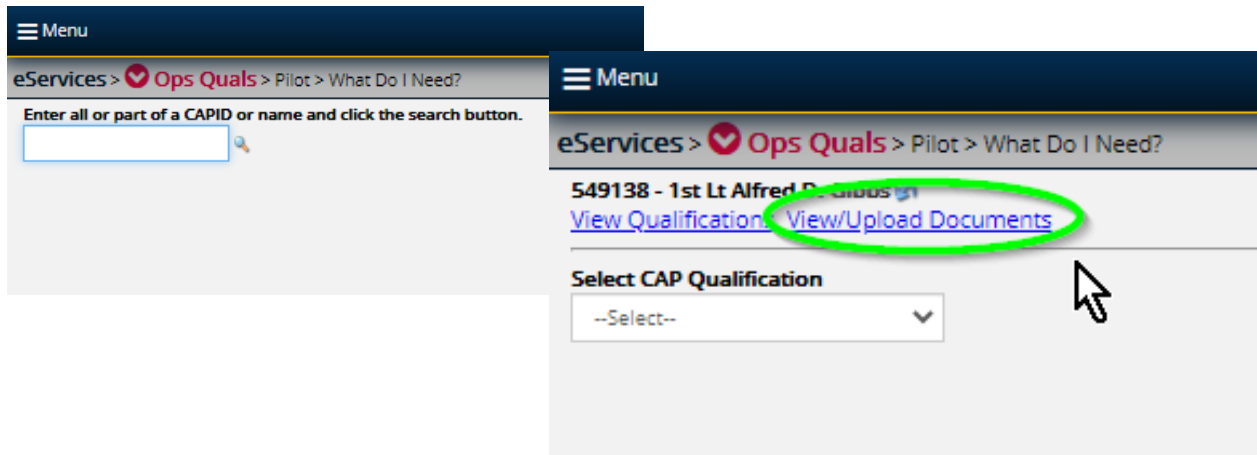 Menu
eServices > Ops Quals > Pilot > What Do I Need?
Enter all or part of a CAPID or name and click the search button.
Menu
eServices > Ops Quals > Pilot > What Do I Need?
549138 - 1st Lt Alfred D. Gibbs
View Qualifications View/Upload Documents
Select CAP Qualification
--Select--